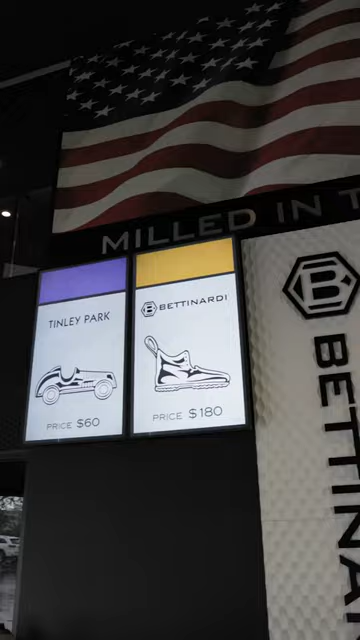 MILLED IN T
TINLEY PARK
PRICE $60
BETTINARDI
PRICE $180
B
BETTINA